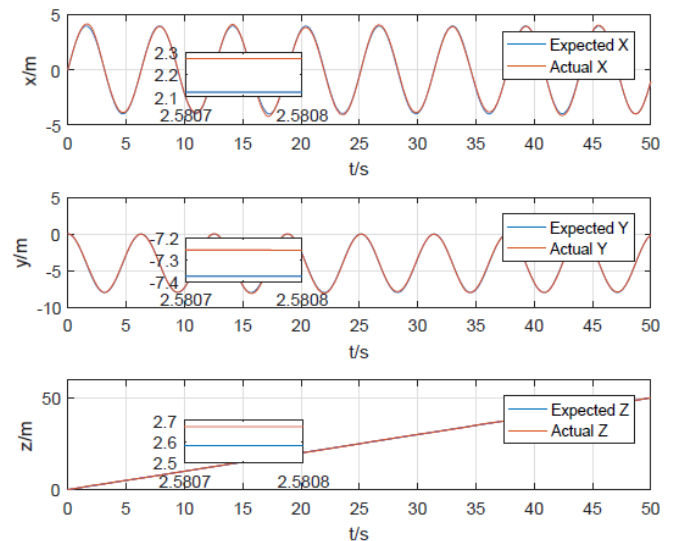 5
0
-5
x/m
2.3
2.2
2.1
2.5807 2.5808
Expected X
Actual X
0 5 10 15 20 25 30 35 40 45 50
t/s
5
0
-5
-10
y/m
-7.2
-7.3
-7.4
2.5807 2.5808
Expected Y
Actual Y
0 5 10 15 20 25 30 35 40 45 50
t/s
50
0
z/m
2.7
2.6
2.5
2.5807 2.5808
Expected Z
Actual Z
0 5 10 15 20 25 30 35 40 45 50
t/s